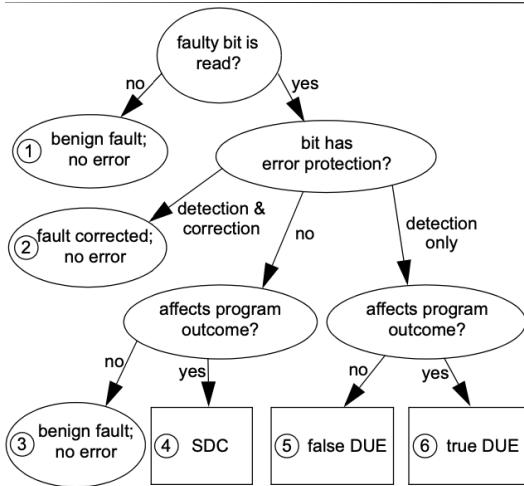 faulty bit is
read?
no
yes
1 benign fault;
no error
bit has
error protection?
detection &
correction
no
detection
only
2 fault corrected;
no error
affects program
outcome?
affects program
outcome?
no
yes
no
yes
3 benign fault;
no error
4 SDC
5 false DUE
6 true DUE